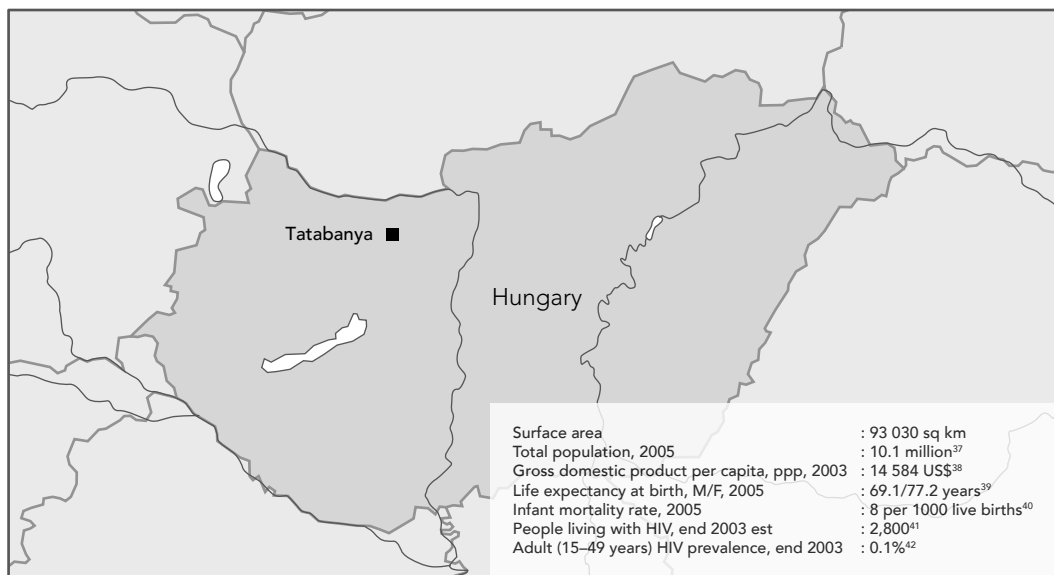 Tatabanya
Hungary
Surface area : 93 030 sq km
Total population, 2005 : 10.1 million³⁷
Gross domestic product per capita, ppp, 2003 : 14 584 US$³⁸
Life expectancy at birth, M/F, 2005 : 69.1/77.2 years³⁹
Infant mortality rate, 2005 : 8 per 1000 live births⁴⁰
People living with HIV, end 2003 est : 2,800⁴¹
Adult (15–49 years) HIV prevalence, end 2003 : 0.1%⁴²